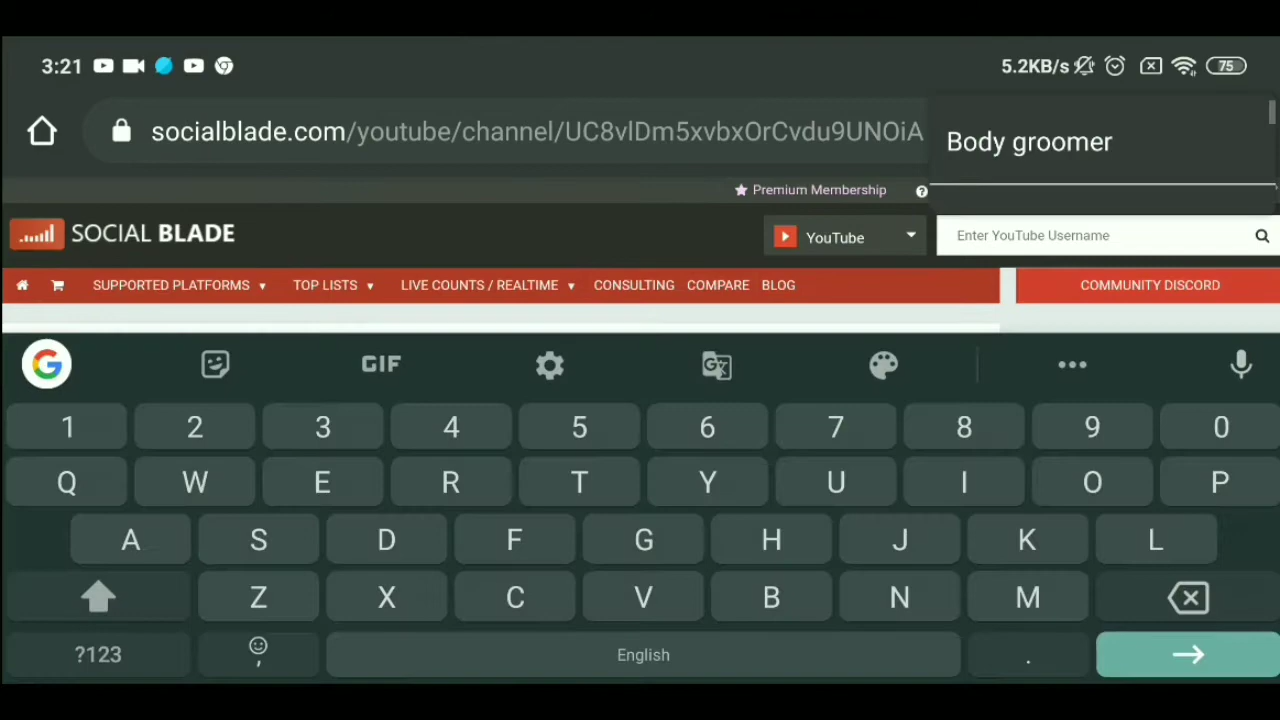 3:21
5.2KB/s
75
socialblade.com/youtube/channel/UC8vlDm5xvbxOrCvdu9UNOiA
Body groomer
Premium Membership
?
SOCIAL BLADE
YouTube
Enter YouTube Username
SUPPORTED PLATFORMS
TOP LISTS
LIVE COUNTS / REALTIME
CONSULTING
COMPARE
BLOG
COMMUNITY DISCORD
G
GIF
1 2 3 4 5 6 7 8 9 0
Q W E R T Y U I O P
A S D F G H J K L
Z X C V B N M
?123
,
English
.